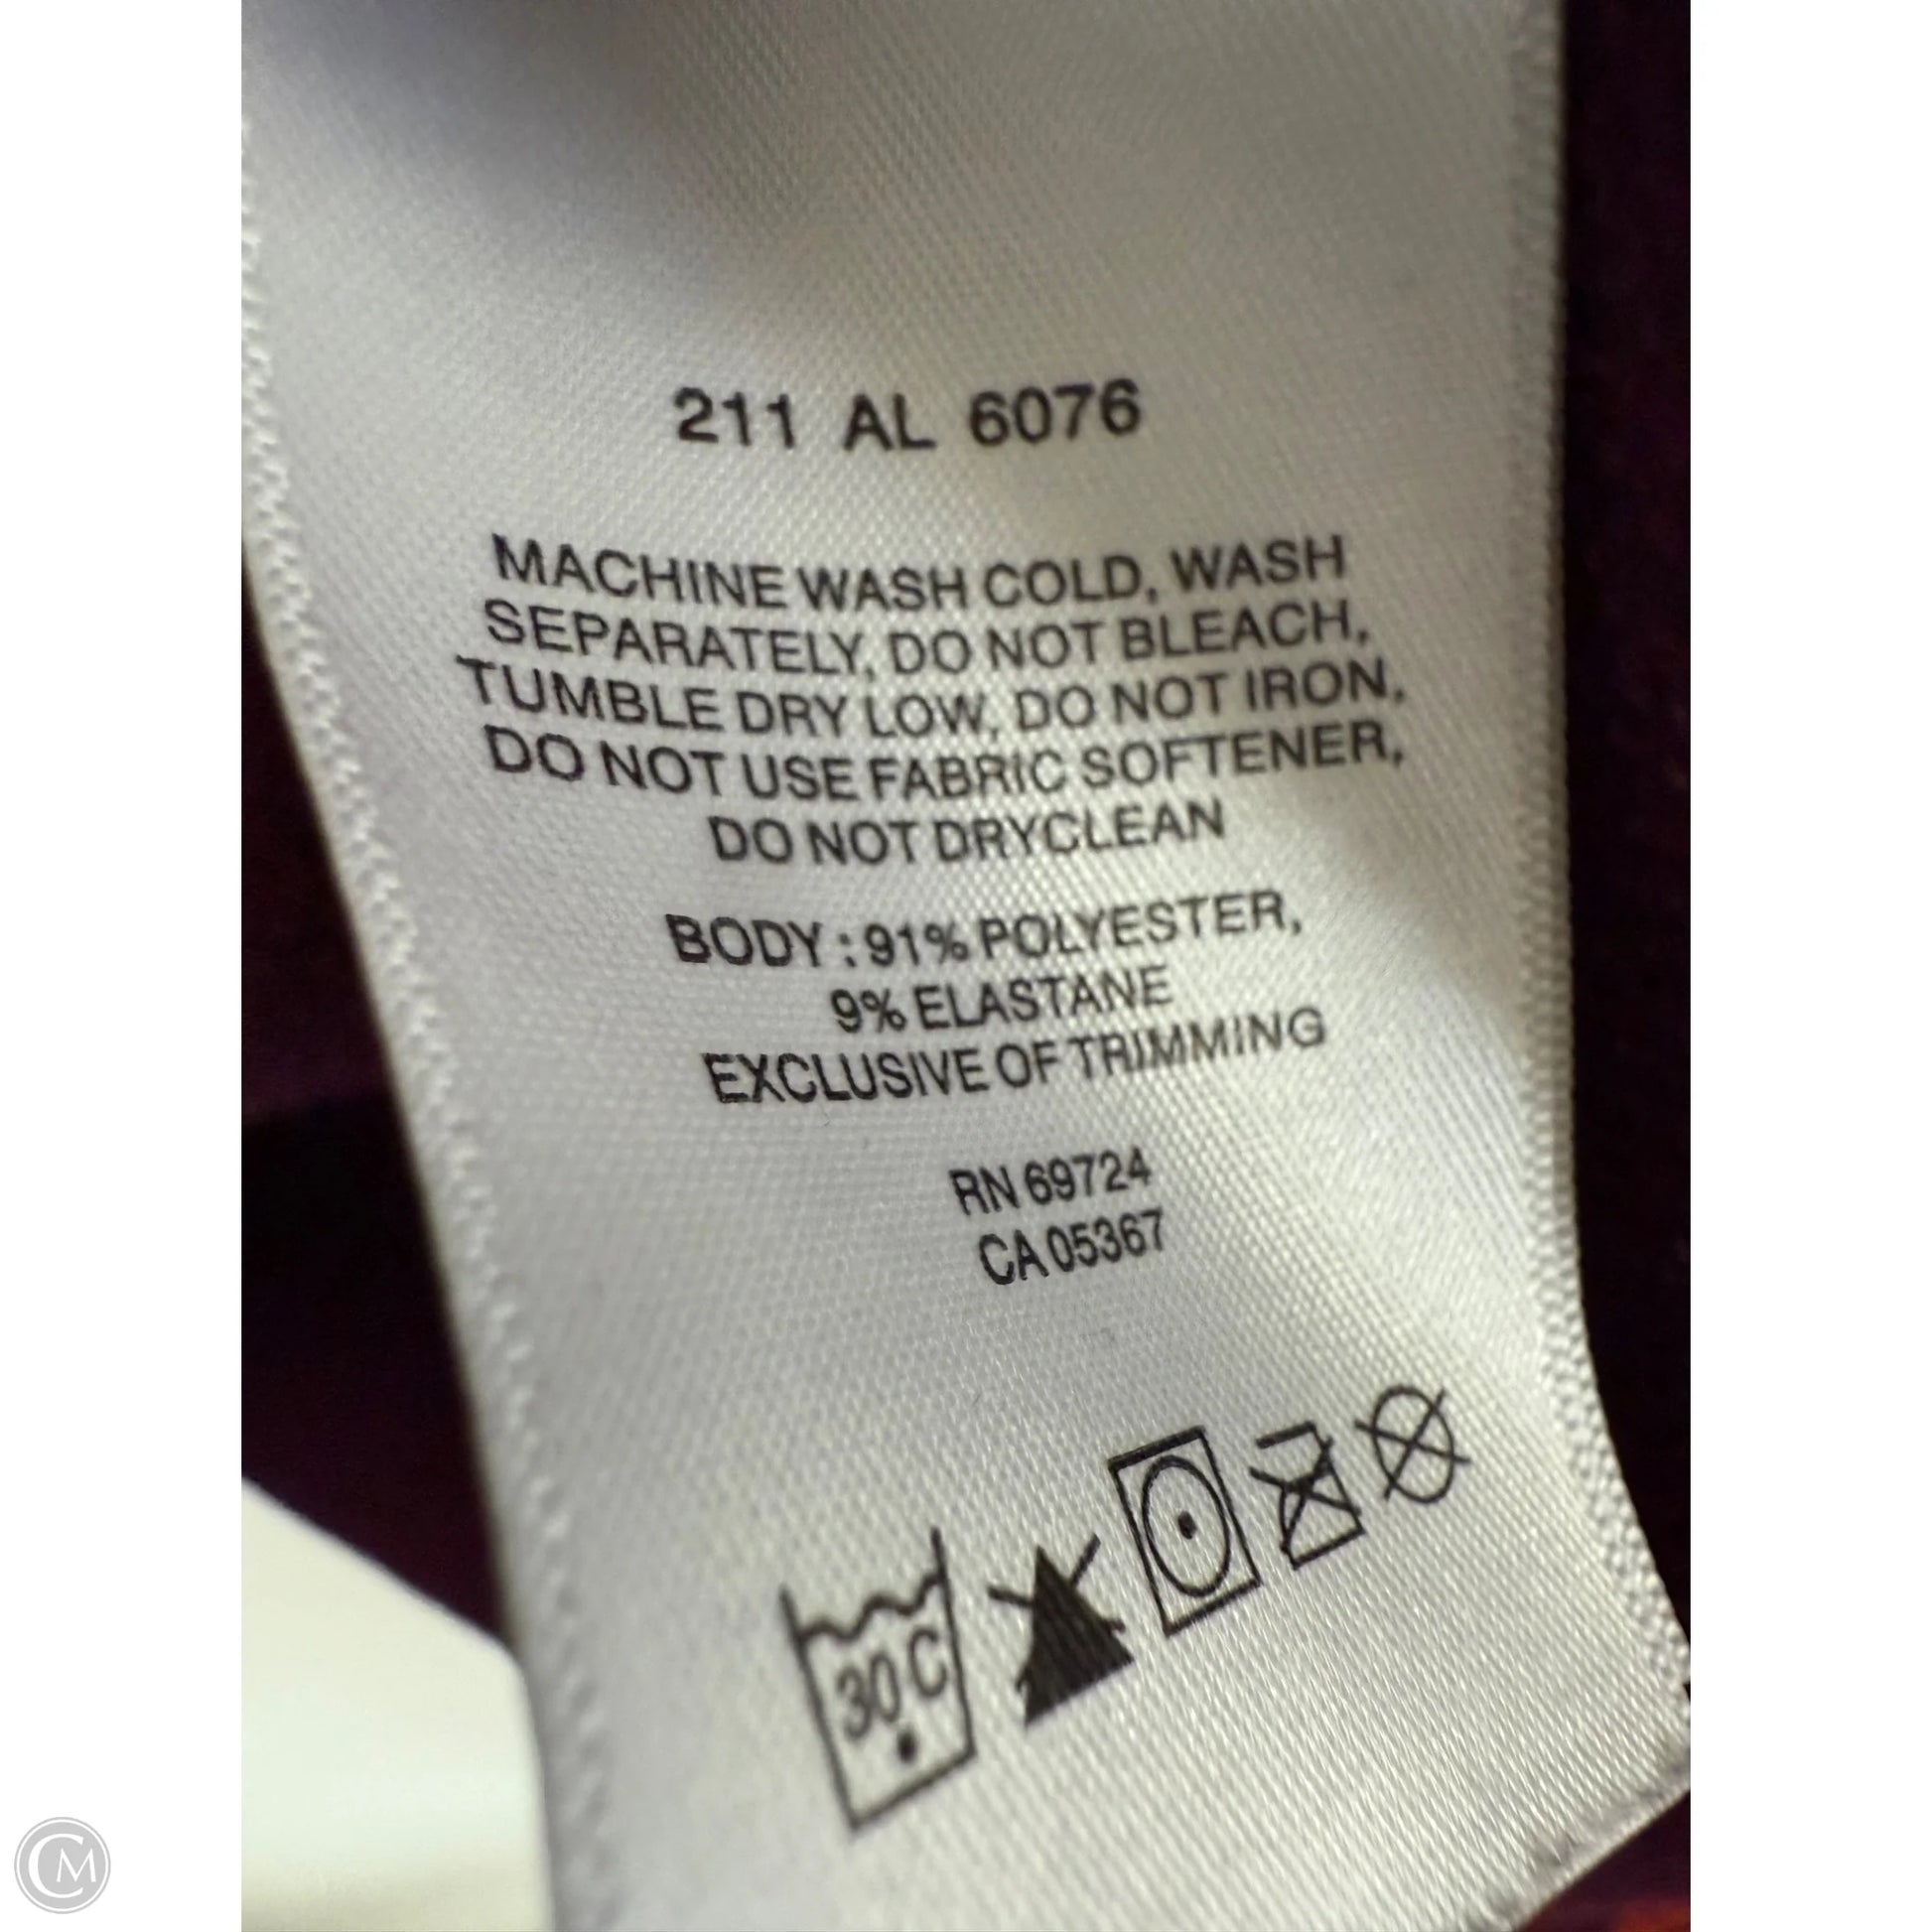 211 AL 6076
MACHINE WASH COLD, WASH
SEPARATELY, DO NOT BLEACH,
TUMBLE DRY LOW, DO NOT IRON,
DO NOT USE FABRIC SOFTENER,
DO NOT DRYCLEAN
BODY : 91% POLYESTER,
9% ELASTANE
EXCLUSIVE OF TRIMMING
RN 69724
CA 05367
30 C
CM